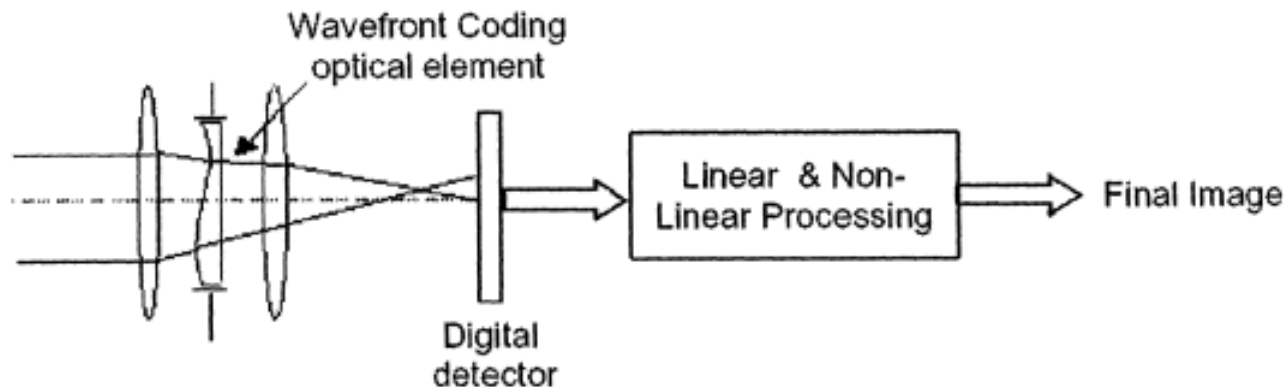 Wavefront Coding
optical element
Linear & Non-
Linear Processing
Final Image
Digital
detector